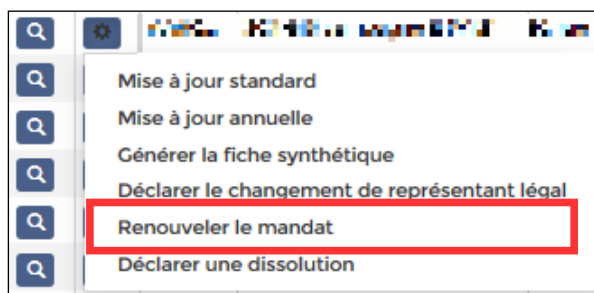 Mise à jour standard
Mise à jour annuelle
Générer la fiche synthétique
Déclarer le changement de représentant légal
Renouveler le mandat
Déclarer une dissolution